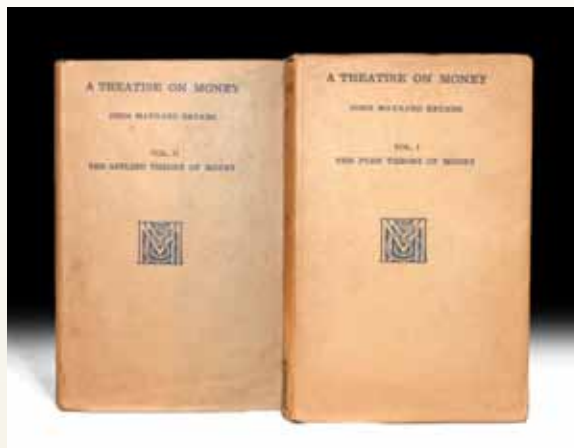 A TREATISE ON MONEY
JOHN MAYNARD KEYNES
VOL. II
THE APPLIED THEORY OF MONEY
A TREATISE ON MONEY
JOHN MAYNARD KEYNES
VOL. I
THE PURE THEORY OF MONEY